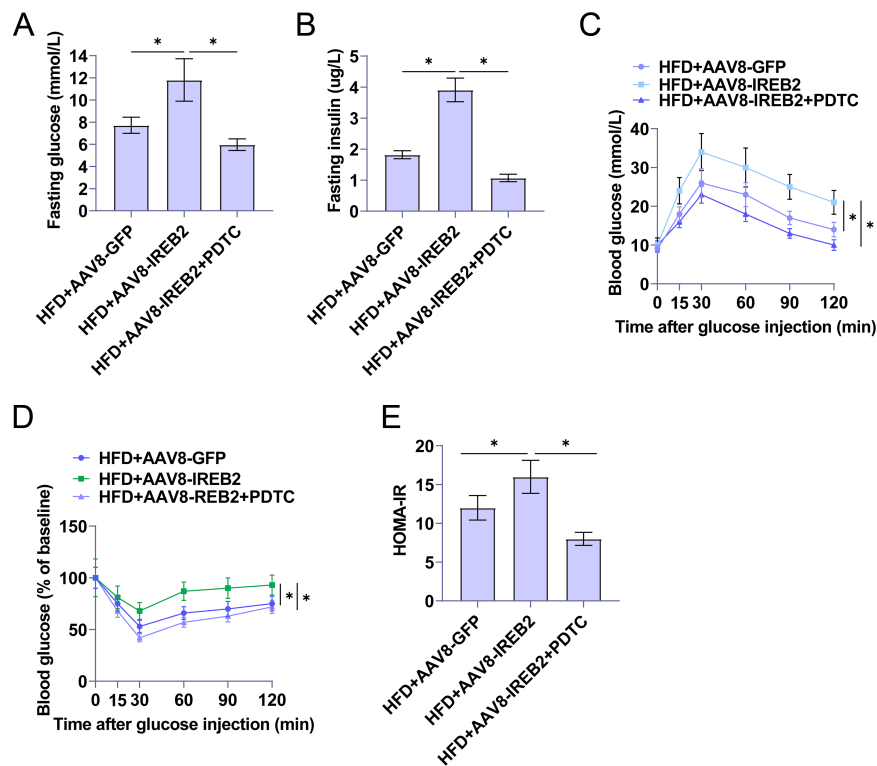 A
Fasting glucose (mmol/L)
14
12
10
8
6
4
2
0
* *
HFD+AAV8-GFP
HFD+AAV8-IREB2
HFD+AAV8-IREB2+PDTC
B
Fasting insulin (ug/L)
5
4
3
2
1
0
* *
HFD+AAV8-GFP
HFD+AAV8-IREB2
HFD+AAV8-IREB2+PDTC
C
HFD+AAV8-GFP
HFD+AAV8-IREB2
HFD+AAV8-IREB2+PDTC
Blood glucose (mmol/L)
40
30
20
10
0
* *
0 15 30 60 90 120
Time after glucose injection (min)
D
HFD+AAV8-GFP
HFD+AAV8-IREB2
HFD+AAV8-REB2+PDTC
Blood glucose (% of baseline)
150
100
50
0
* *
0 15 30 60 90 120
Time after glucose injection (min)
E
HOMA-IR
20
15
10
5
0
* *
HFD+AAV8-GFP
HFD+AAV8-IREB2
HFD+AAV8-IREB2+PDTC